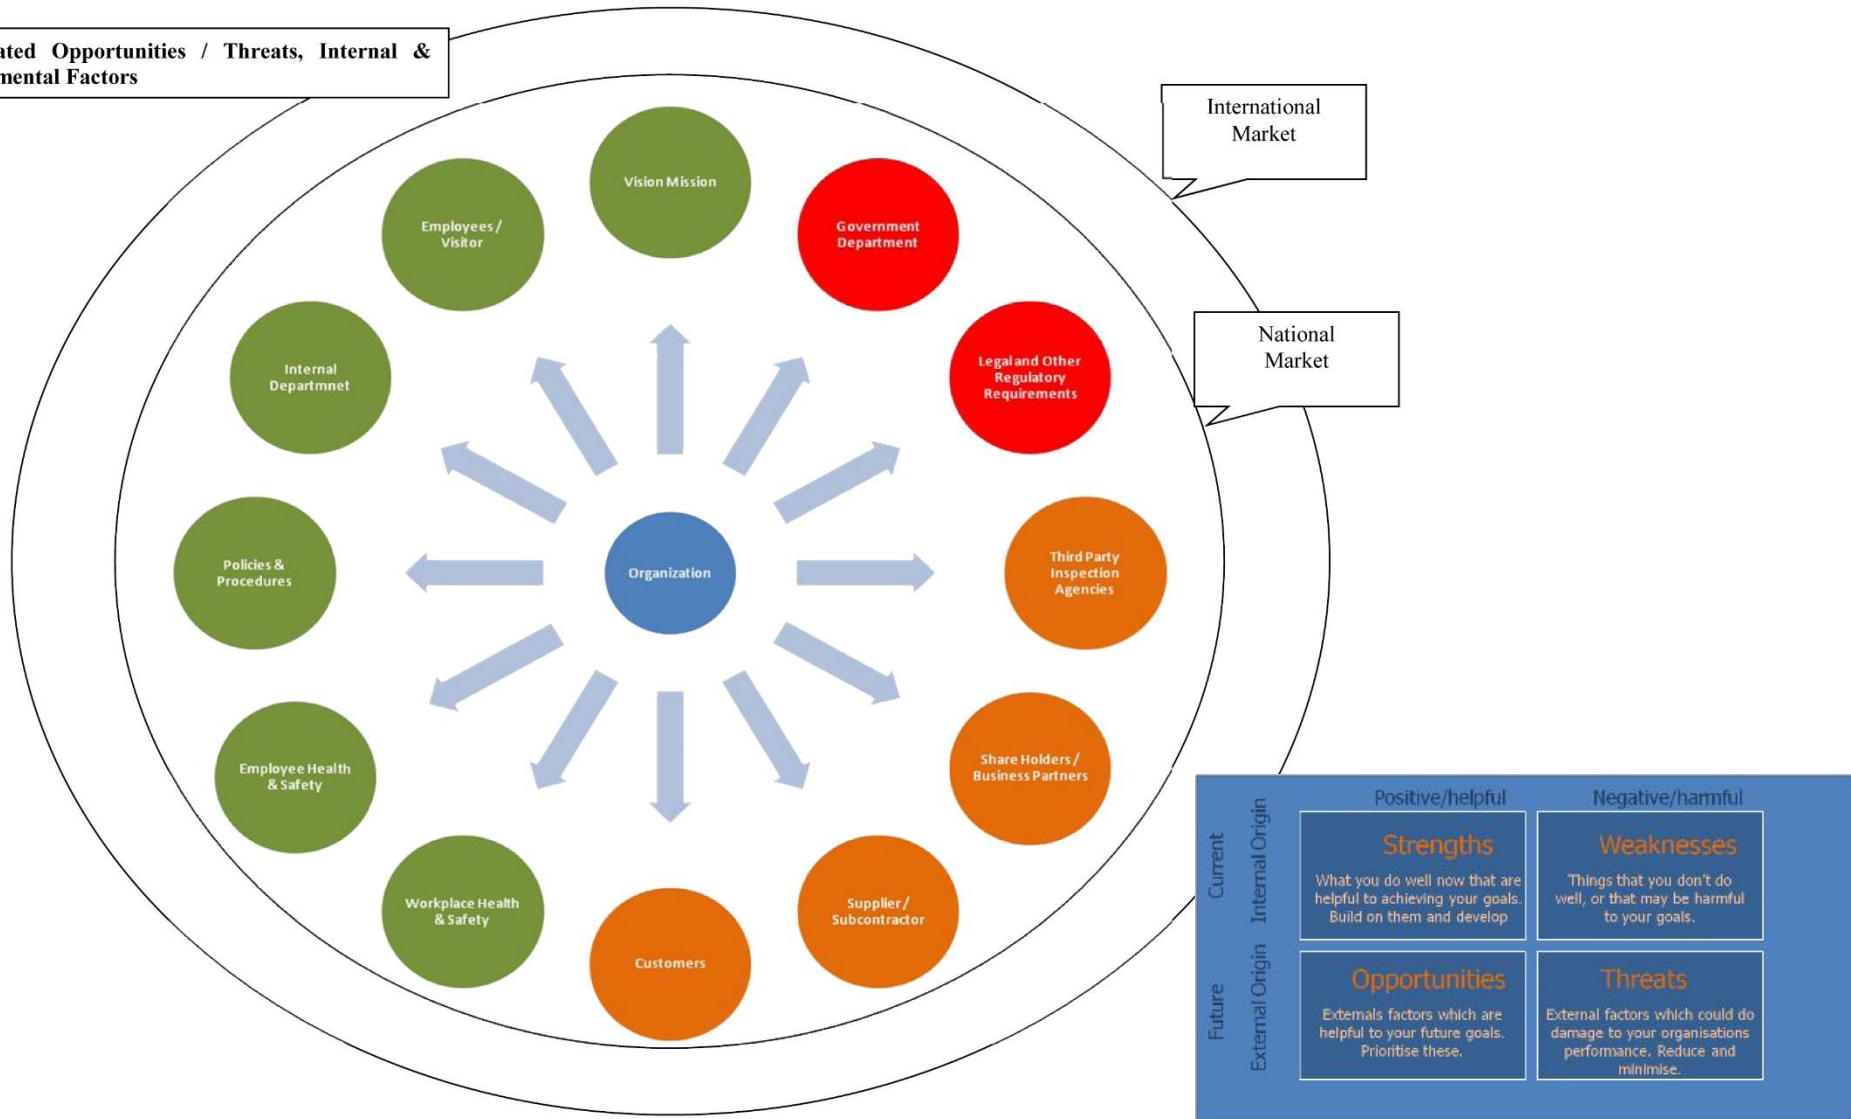 Opportunities / Threats, Internal &
Factors
International
Market
National
Market
Vision Mission
Government
Department
Legal and Other
Regulatory
Requirements
Third Party
Inspection
Agencies
Share Holders /
Business Partners
Supplier /
Subcontractor
Customers
Workplace Health
& Safety
Employee Health
& Safety
Policies &
Procedures
Internal
Departmnet
Employees /
Visitor
Organization
Positive/helpful
Negative/harmful
Current
Internal Origin
Strengths
What you do well now that are
helpful to achieving your goals.
Build on them and develop
Weaknesses
Things that you don't do
well, or that may be harmful
to your goals.
Future
External Origin
Opportunities
Externals factors which are
helpful to your future goals.
Prioritise these.
Threats
External factors which could do
damage to your organisations
performance. Reduce and
minimise.